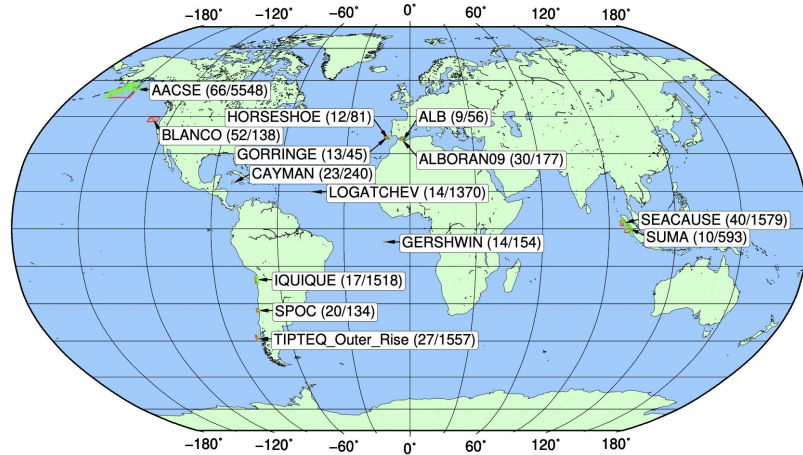 −180° −120° −60° 0° 60° 120° 180°
AACSE (66/5548)
HORSESHOE (12/81)
ALB (9/56)
BLANCO (52/138)
GORRINGE (13/45)
ALBORAN09 (30/177)
CAYMAN (23/240)
LOGATCHEV (14/1370)
SEACAUSE (40/1579)
SUMA (10/593)
GERSHWIN (14/154)
IQUIQUE (17/1518)
SPOC (20/134)
TIPTEQ_Outer_Rise (27/1557)
−180° −120° −60° 0° 60° 120° 180°